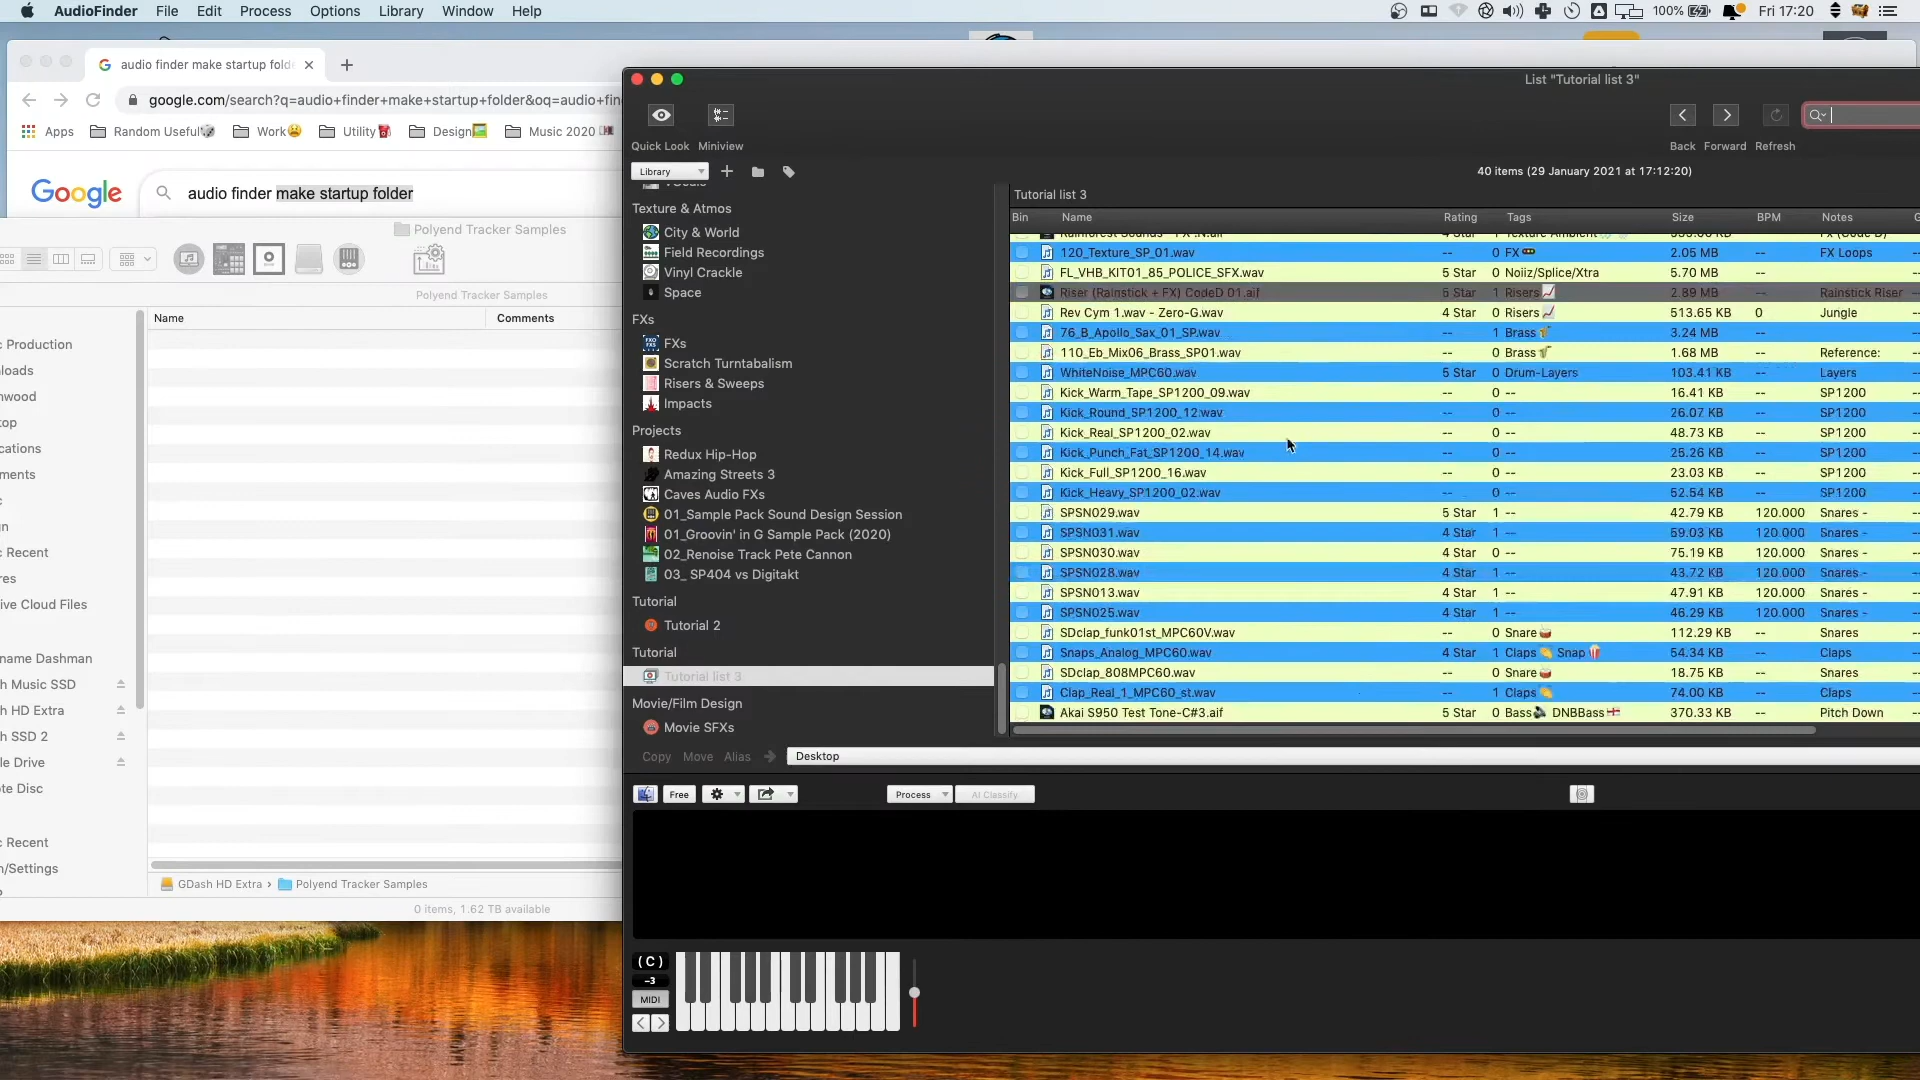 AudioFinder File Edit Process Options Library Window Help
100% Fri 17:20
audio finder make startup fold
google.com/search?q=audio+finder+make+startup+folder&oq=audio+fin
Apps Random Useful Work Utility Design Music 2020
Google audio finder make startup folder
Polyend Tracker Samples
Polyend Tracker Samples
Name Comments
Production
loads
wood
top
cations
ments
Recent
res
ive Cloud Files
name Dashman
h Music SSD
h HD Extra
h SSD 2
le Drive
te Disc
Recent
n/Settings
GDash HD Extra › Polyend Tracker Samples
0 items, 1.62 TB available
List "Tutorial list 3"
Quick Look Miniview
Back Forward Refresh
Library
40 items (29 January 2021 at 17:12:20)
Texture & Atmos
City & World
Field Recordings
Vinyl Crackle
Space
FXs
FXs
Scratch Turntabalism
Risers & Sweeps
Impacts
Projects
Redux Hip-Hop
Amazing Streets 3
Caves Audio FXs
01_Sample Pack Sound Design Session
01_Groovin' in G Sample Pack (2020)
02_Renoise Track Pete Cannon
03_ SP404 vs Digitakt
Tutorial
Tutorial 2
Tutorial
Tutorial list 3
Movie/Film Design
Movie SFXs
Tutorial list 3
Bin Name Rating Tags Size BPM Notes
120_Texture_SP_01.wav -- 0 FX 2.05 MB -- FX Loops
FL_VHB_KIT01_85_POLICE_SFX.wav 5 Star 0 Noiiz/Splice/Xtra 5.70 MB --
Riser (Rainstick + FX) CodeD 01.aif 5 Star 1 Risers 2.89 MB -- Rainstick Riser
Rev Cym 1.wav - Zero-G.wav 4 Star 0 Risers 513.65 KB 0 Jungle
76_B_Apollo_Sax_01_SP.wav -- 1 Brass 3.24 MB --
110_Eb_Mix06_Brass_SP01.wav -- 0 Brass 1.68 MB -- Reference:
WhiteNoise_MPC60.wav 5 Star 0 Drum-Layers 103.41 KB -- Layers
Kick_Warm_Tape_SP1200_09.wav -- 0 -- 16.41 KB -- SP1200
Kick_Round_SP1200_12.wav -- 0 -- 26.07 KB -- SP1200
Kick_Real_SP1200_02.wav -- 0 -- 48.73 KB -- SP1200
Kick_Punch_Fat_SP1200_14.wav -- 0 -- 25.26 KB -- SP1200
Kick_Full_SP1200_16.wav -- 0 -- 23.03 KB -- SP1200
Kick_Heavy_SP1200_02.wav -- 0 -- 52.54 KB -- SP1200
SPSN029.wav 5 Star 1 -- 42.79 KB 120.000 Snares -
SPSN031.wav 4 Star 1 -- 59.03 KB 120.000 Snares -
SPSN030.wav 4 Star 0 -- 75.19 KB 120.000 Snares -
SPSN028.wav 4 Star 1 -- 43.72 KB 120.000 Snares -
SPSN013.wav 4 Star 1 -- 47.91 KB 120.000 Snares -
SPSN025.wav 4 Star 1 -- 46.29 KB 120.000 Snares -
SDclap_funk01st_MPC60V.wav -- 0 Snare 112.29 KB -- Snares
Snaps_Analog_MPC60.wav 4 Star 1 Claps Snap 54.34 KB -- Claps
SDclap_808MPC60.wav -- 0 Snare 18.75 KB -- Snares
Clap_Real_1_MPC60_st.wav -- 1 Claps 74.00 KB -- Claps
Akai S950 Test Tone-C#3.aif 5 Star 0 Bass DNBBass 370.33 KB -- Pitch Down
Copy Move Alias Desktop
Free Process AI Classify
(C)
-3
MIDI